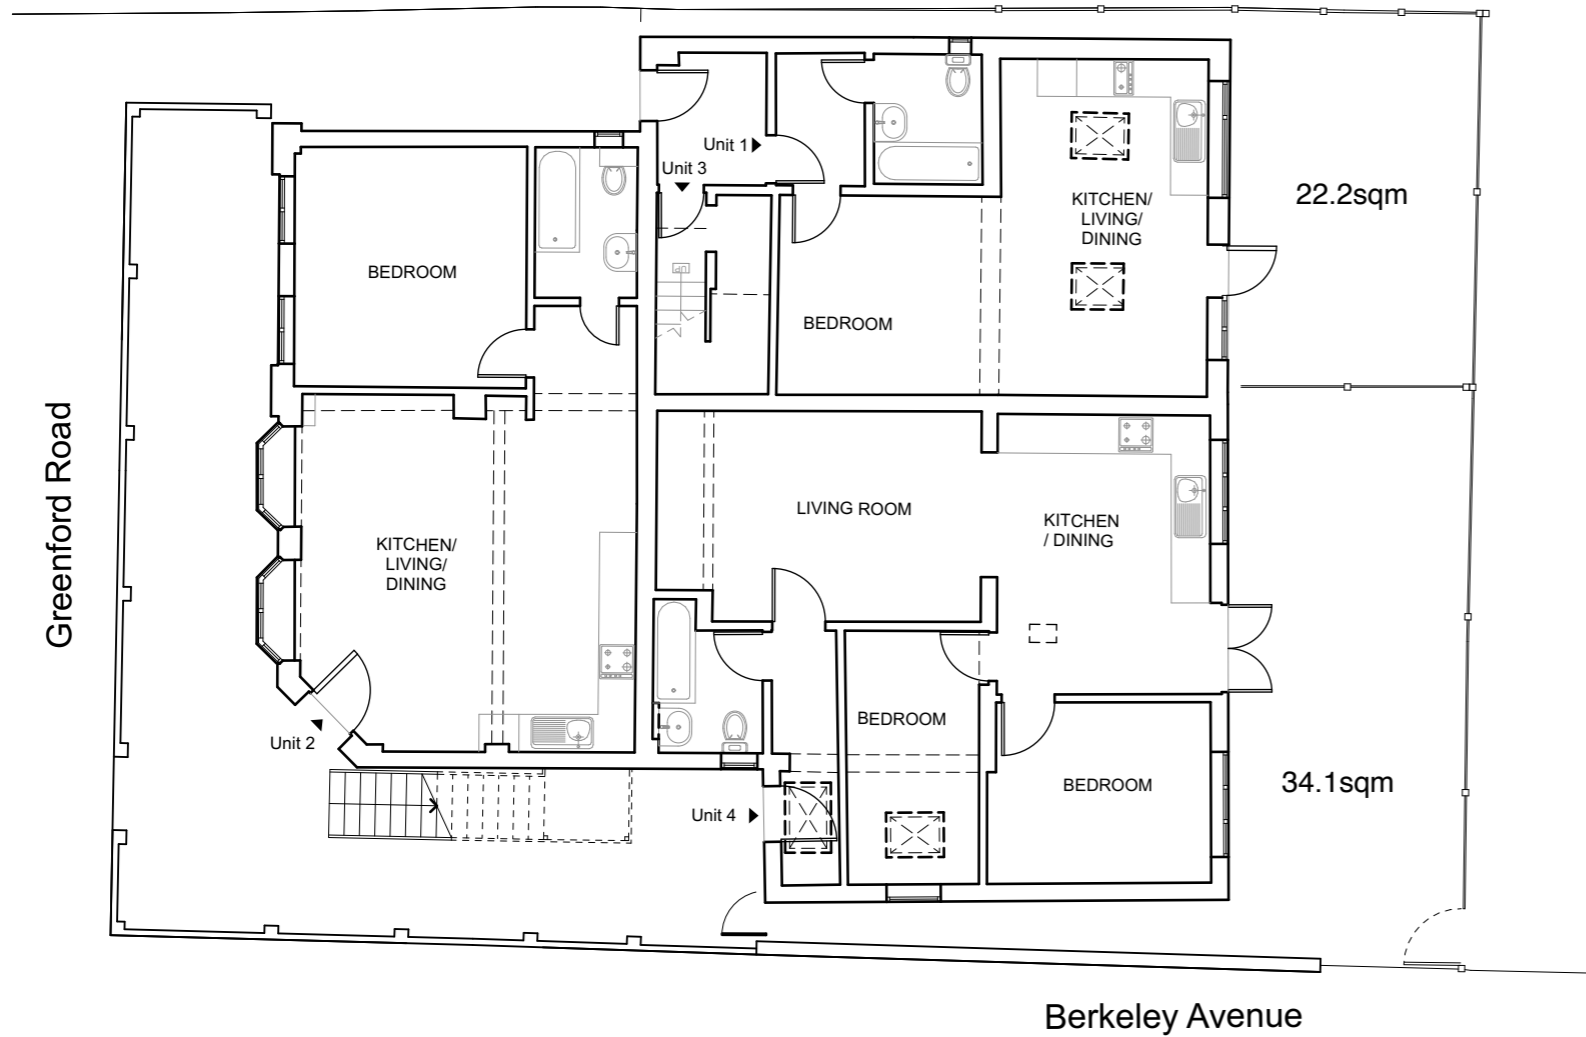 Unit 1
Unit 3
KITCHEN/
LIVING/
DINING
22.2sqm
BEDROOM
UP
BEDROOM
Greenford Road
LIVING ROOM
KITCHEN
/ DINING
KITCHEN/
LIVING/
DINING
BEDROOM
Unit 2
BEDROOM
34.1sqm
Unit 4
Berkeley Avenue